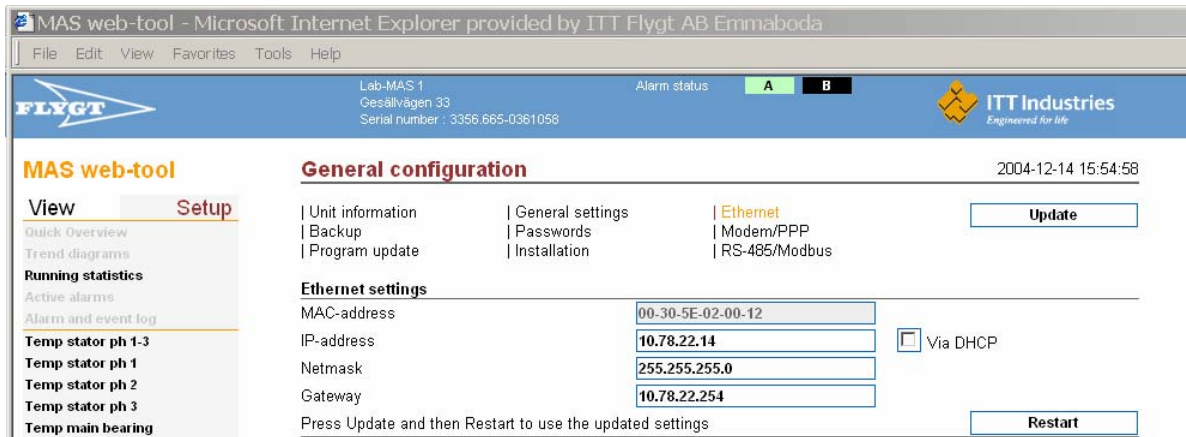 MAS web-tool - Microsoft Internet Explorer provided by ITT Flygt AB Emmaboda
File Edit View Favorites Tools Help
FLYGT
Lab-MAS 1
Gesällvägen 33
Serial number : 3356.665-0361058
Alarm status A B
ITT Industries
Engineered for life
MAS web-tool
General configuration
2004-12-14 15:54:58
View Setup
Quick Overview
Trend diagrams
Running statistics
Active alarms
Alarm and event log
Temp stator ph 1-3
Temp stator ph 1
Temp stator ph 2
Temp stator ph 3
Temp main bearing
| Unit information | General settings | Ethernet
| Backup | Passwords | Modem/PPP
| Program update | Installation | RS-485/Modbus
Update
Ethernet settings
MAC-address 00-30-5E-02-00-12
IP-address 10.78.22.14 Via DHCP
Netmask 255.255.255.0
Gateway 10.78.22.254
Press Update and then Restart to use the updated settings Restart